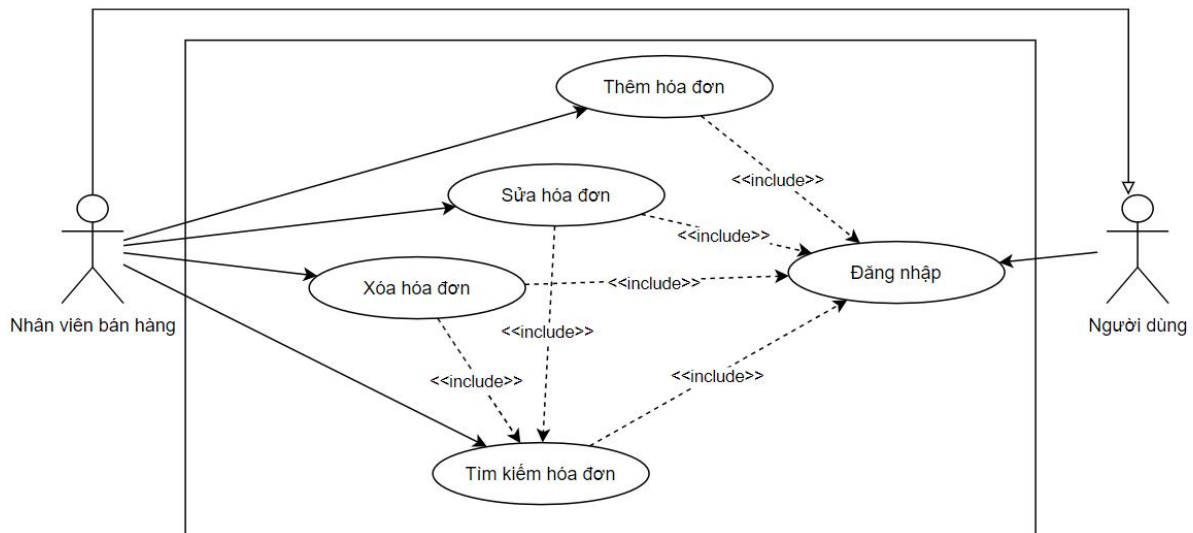 Thêm hóa đơn
<<include>>
Sửa hóa đơn
<<include>>
Đăng nhập
Xóa hóa đơn
<<include>>
Nhân viên bán hàng
Người dùng
<<include>>
<<include>>
<<include>>
Tìm kiếm hóa đơn